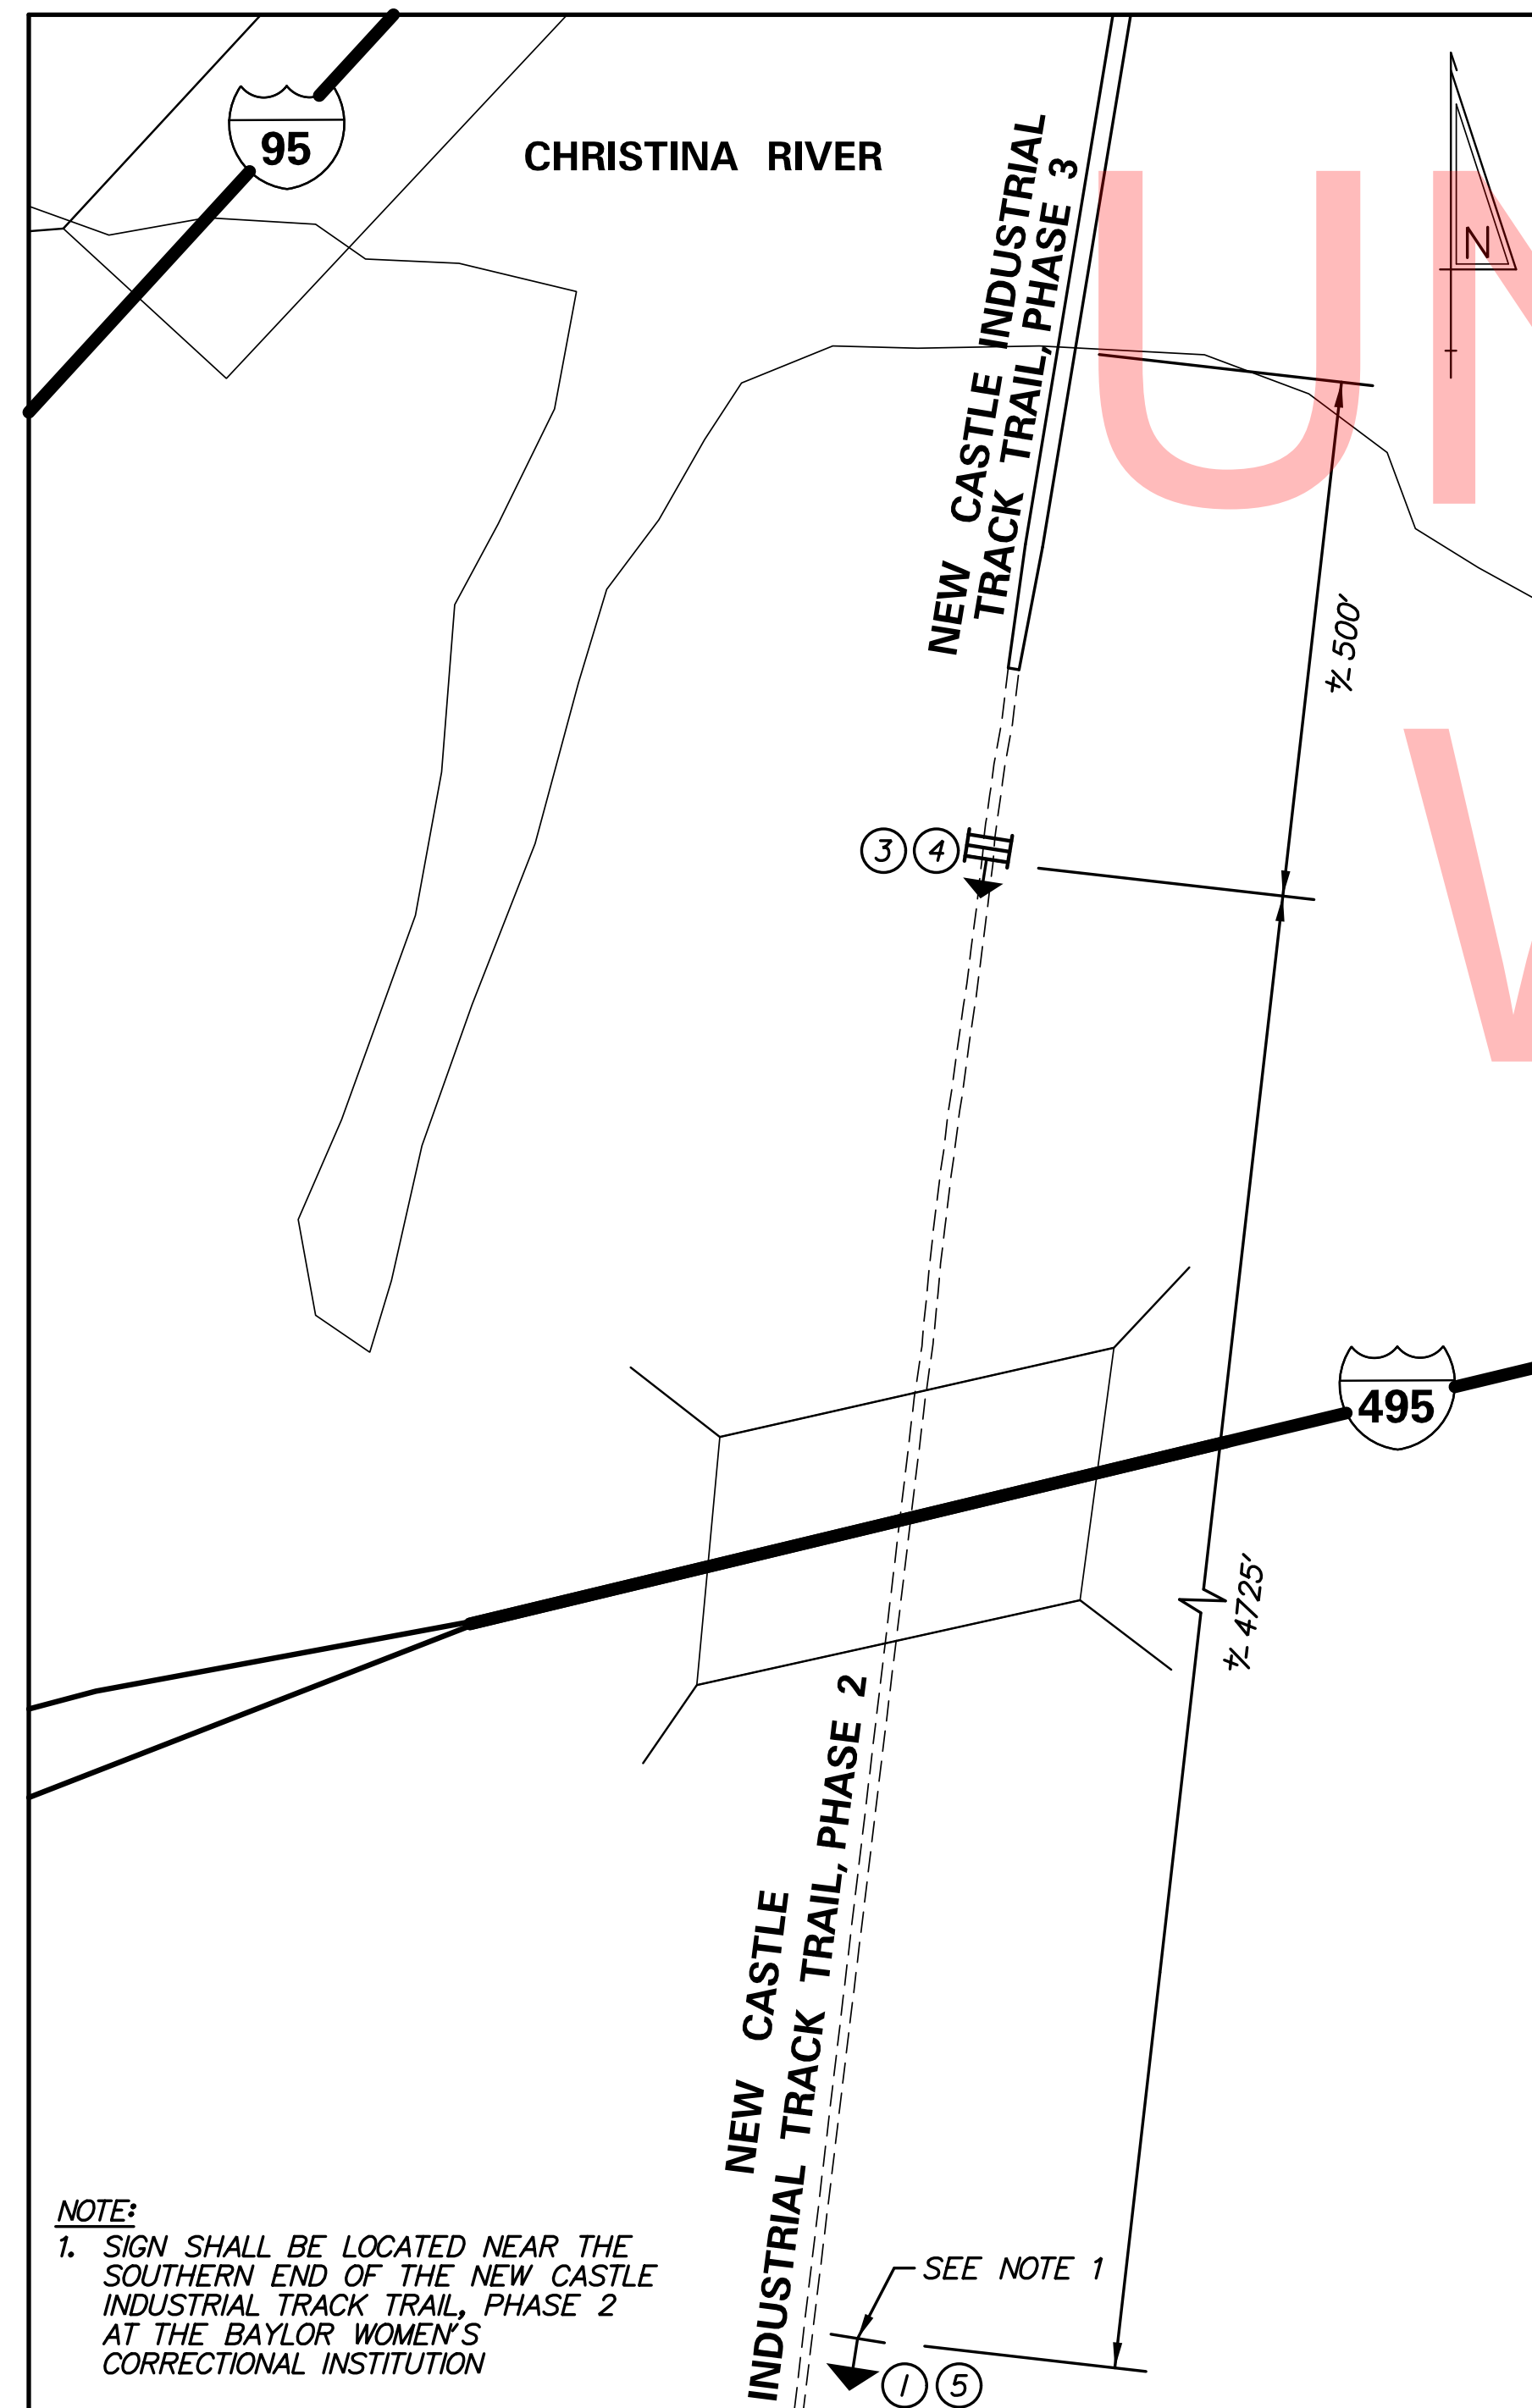 95
CHRISTINA RIVER
NEW CASTLE INDUSTRIAL
TRACK TRAIL, PHASE 3
N
UN
+/- 500'
3 4
W
495
+/- 4725'
NEW CASTLE
INDUSTRIAL TRACK TRAIL, PHASE 2
NOTE:
1. SIGN SHALL BE LOCATED NEAR THE
SOUTHERN END OF THE NEW CASTLE
INDUSTRIAL TRACK TRAIL, PHASE 2
AT THE BAYLOR WOMEN'S
CORRECTIONAL INSTITUTION
SEE NOTE 1
1 5